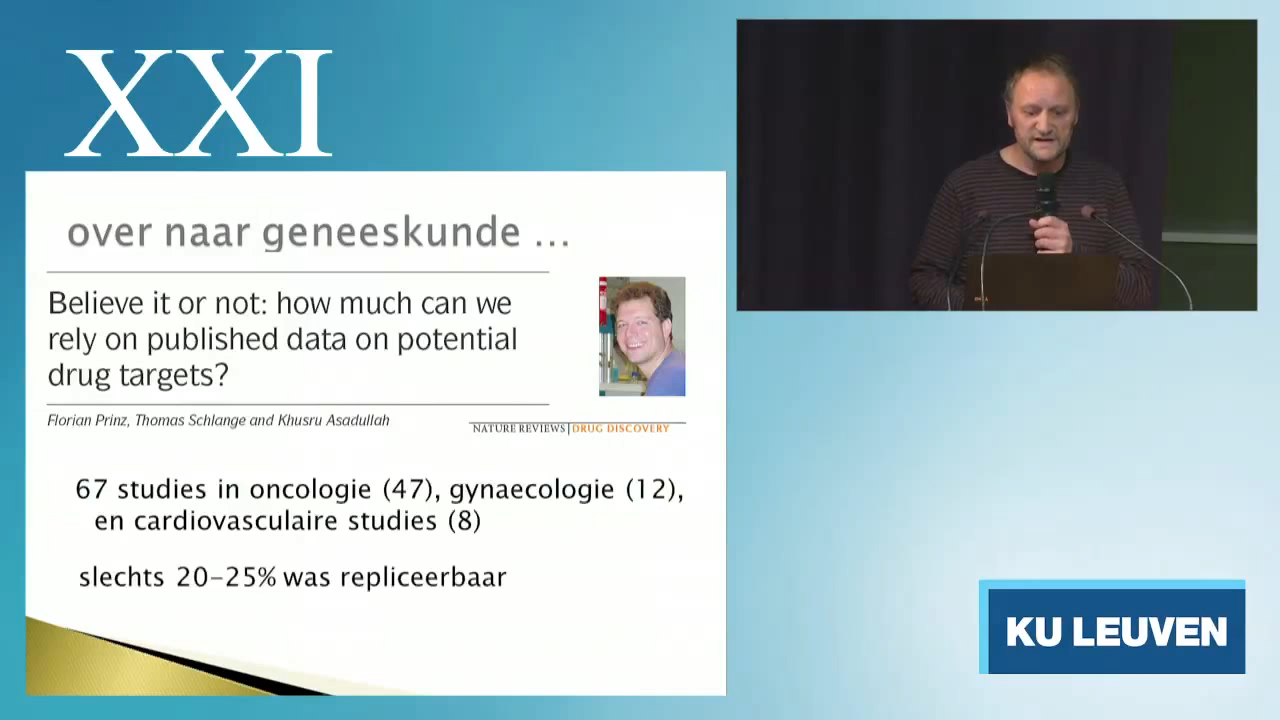 XXI
over naar geneeskunde ...
Believe it or not: how much can we
rely on published data on potential
drug targets?
Florian Prinz, Thomas Schlange and Khusru Asadullah
NATURE REVIEWS | DRUG DISCOVERY
67 studies in oncologie (47), gynaecologie (12),
en cardiovasculaire studies (8)
slechts 20-25% was repliceerbaar
KU LEUVEN